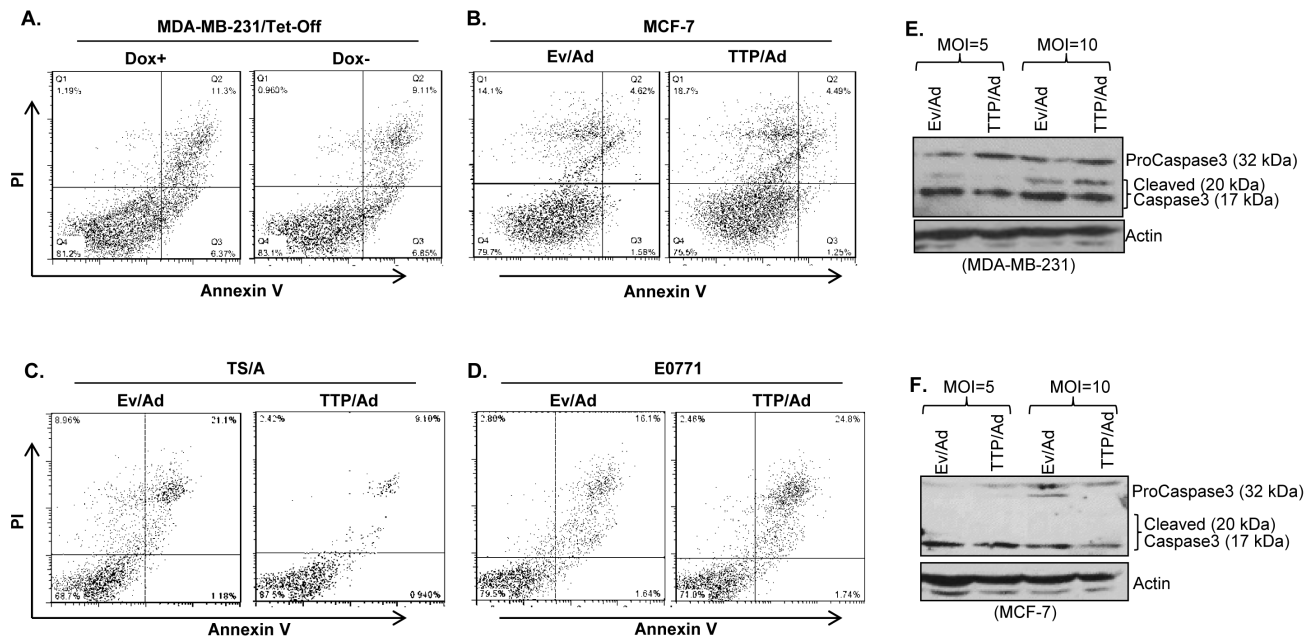 A.
MDA-MB-231/Tet-Off
Dox+
Dox-
Q1
1.19%
Q2
11.3%
Q4
81.2%
Q3
6.37%
Q1
0.960%
Q2
9.11%
Q4
83.1%
Q3
6.85%
PI
Annexin V
B.
MCF-7
Ev/Ad
TTP/Ad
Q1
14.1%
Q2
4.62%
Q4
79.7%
Q3
1.58%
Q1
18.7%
Q2
4.49%
Q4
75.5%
Q3
1.25%
Annexin V
E.
MOI=5
MOI=10
Ev/Ad
TTP/Ad
Ev/Ad
TTP/Ad
ProCaspase3 (32 kDa)
Cleaved (20 kDa)
Caspase3 (17 kDa)
Actin
(MDA-MB-231)
C.
TS/A
Ev/Ad
TTP/Ad
8.96%
21.1%
68.7%
1.18%
2.42%
9.10%
87.5%
0.940%
PI
Annexin V
D.
E0771
Ev/Ad
TTP/Ad
2.80%
16.1%
79.5%
1.64%
2.46%
24.8%
71.0%
1.74%
Annexin V
F.
MOI=5
MOI=10
Ev/Ad
TTP/Ad
Ev/Ad
TTP/Ad
ProCaspase3 (32 kDa)
Cleaved (20 kDa)
Caspase3 (17 kDa)
Actin
(MCF-7)